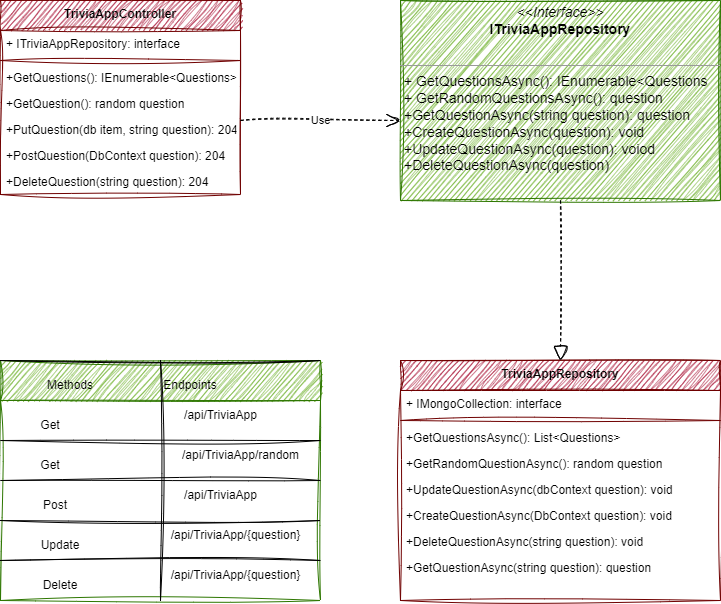 TriviaAppController
+ ITriviaAppRepository: interface
+GetQuestions(): IEnumerable<Questions>
+GetQuestion(): random question
+PutQuestion(db item, string question): 204
+PostQuestion(DbContext question): 204
+DeleteQuestion(string question): 204
Use
<<Interface>>
ITriviaAppRepository
+ GetQuestionsAsync(): IEnumerable<Questions
+ GetRandomQuestionsAsync(): question
+GetQuestionAsync(string question): question
+CreateQuestionAsync(question): void
+UpdateQuestionAsync(question): voiod
+DeleteQuestionAsync(question)
Methods Endpoints
Get /api/TriviaApp
Get /api/TriviaApp/random
Post /api/TriviaApp
Update /api/TriviaApp/{question}
Delete /api/TriviaApp/{question}
TriviaAppRepository
+ IMongoCollection: interface
+GetQuestionsAsync(): List<Questions>
+GetRandomQuestionAsync(): random question
+UpdateQuestionAsync(dbContext question): void
+CreateQuestionAsync(DbContext question): void
+DeleteQuestionAsync(string question): void
+GetQuestionAsync(string question): question